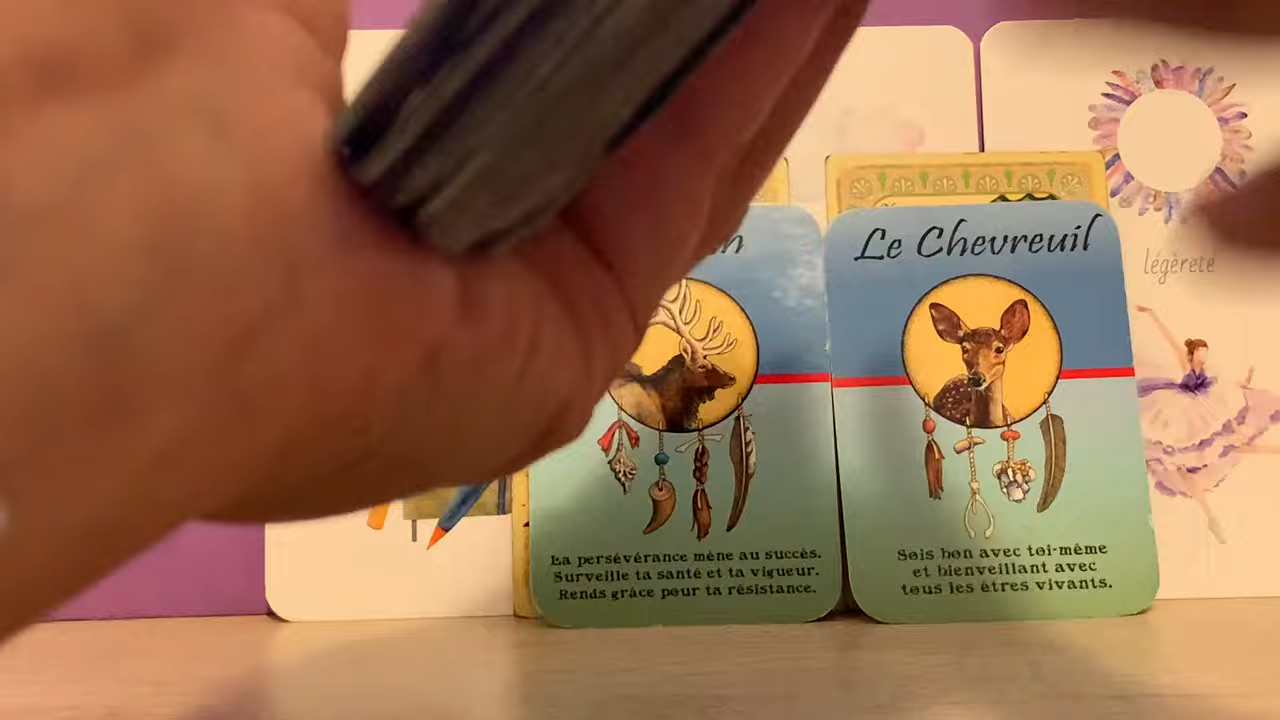 Le Chevreuil
légèreté
La persévérance mène au succès.
Surveille ta santé et ta vigueur.
Rends grâce pour ta résistance.
Sois bon avec toi-même
et bienveillant avec
tous les êtres vivants.